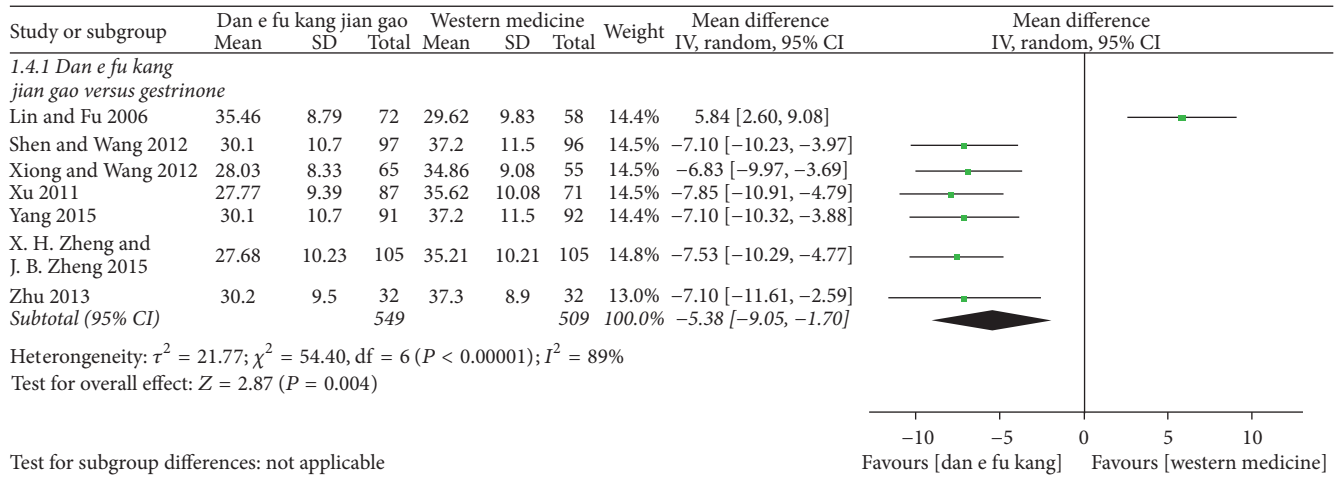 Study or subgroup Dan e fu kang jian gao Western medicine Weight Mean difference Mean difference
Mean SD Total Mean SD Total IV, random, 95% CI IV, random, 95% CI
1.4.1 Dan e fu kang
jian gao versus gestrinone
Lin and Fu 2006 35.46 8.79 72 29.62 9.83 58 14.4% 5.84 [2.60, 9.08]
Shen and Wang 2012 30.1 10.7 97 37.2 11.5 96 14.5% −7.10 [−10.23, −3.97]
Xiong and Wang 2012 28.03 8.33 65 34.86 9.08 55 14.5% −6.83 [−9.97, −3.69]
Xu 2011 27.77 9.39 87 35.62 10.08 71 14.5% −7.85 [−10.91, −4.79]
Yang 2015 30.1 10.7 91 37.2 11.5 92 14.4% −7.10 [−10.32, −3.88]
X. H. Zheng and
J. B. Zheng 2015 27.68 10.23 105 35.21 10.21 105 14.8% −7.53 [−10.29, −4.77]
Zhu 2013 30.2 9.5 32 37.3 8.9 32 13.0% −7.10 [−11.61, −2.59]
Subtotal (95% CI) 549 509 100.0% −5.38 [−9.05, −1.70]
Heterongeneity: τ² = 21.77; χ² = 54.40, df = 6 (P < 0.00001); I² = 89%
Test for overall effect: Z = 2.87 (P = 0.004)
−10 −5 0 5 10
Test for subgroup differences: not applicable Favours [dan e fu kang] Favours [western medicine]